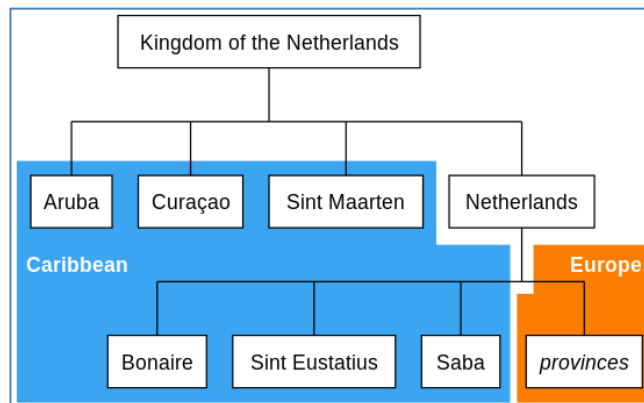 Kingdom of the Netherlands
Aruba
Curaçao
Sint Maarten
Netherlands
Caribbean
Europe
Bonaire
Sint Eustatius
Saba
provinces